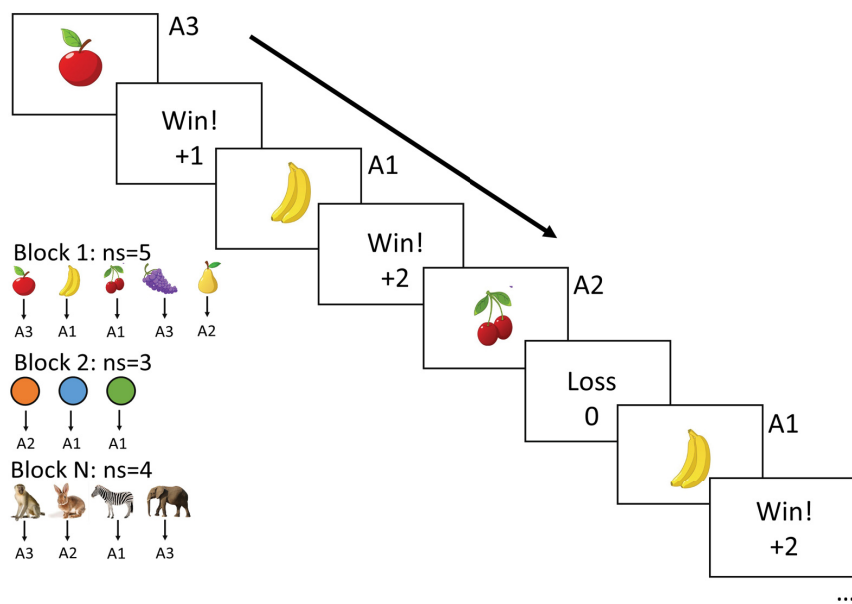 A3
Win!
+1
A1
Win!
+2
A2
Loss
0
A1
Win!
+2
...
Block 1: ns=5
A3 A1 A1 A3 A2
Block 2: ns=3
A2 A1 A1
Block N: ns=4
A3 A2 A1 A3